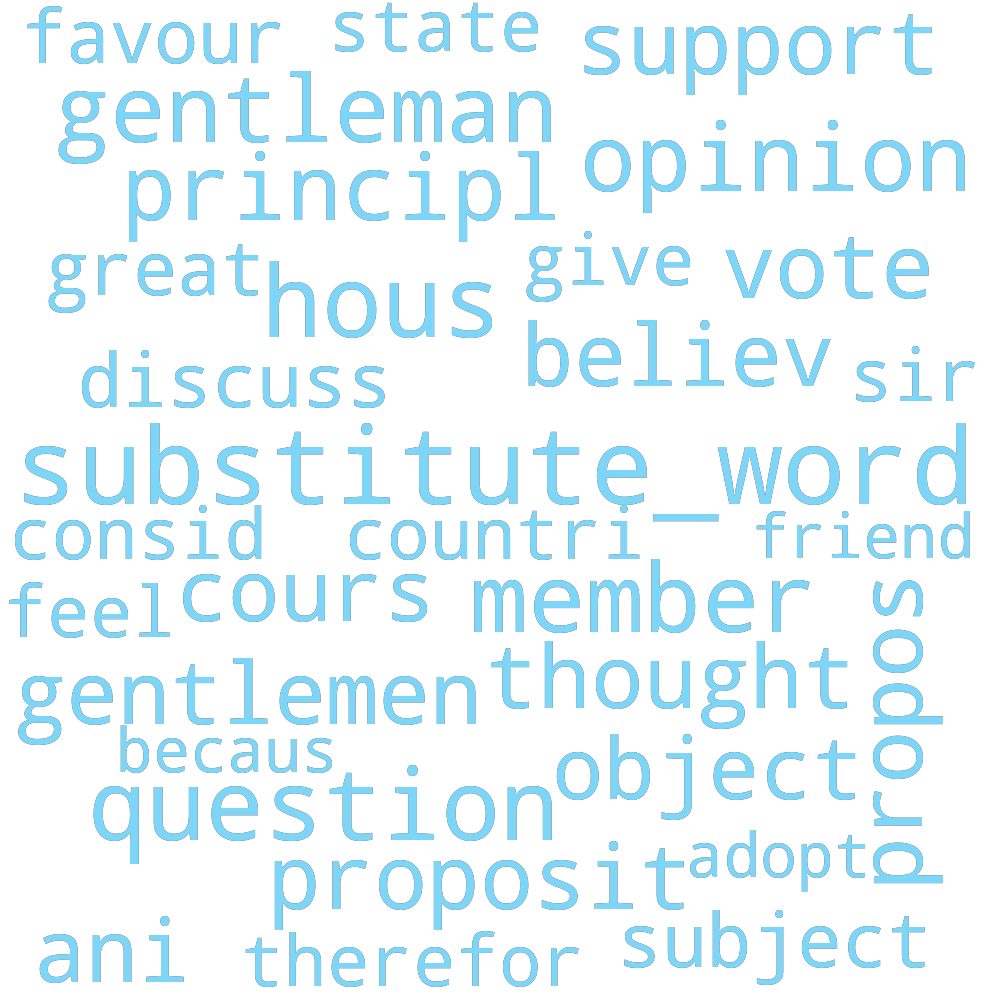 favour state support
gentleman
principl opinion
great hous give vote
discuss believ sir
substitute_word
consid countri friend
feel cours member
gentlemen thought propos
becaus
question object
proposit adopt
ani therefor subject